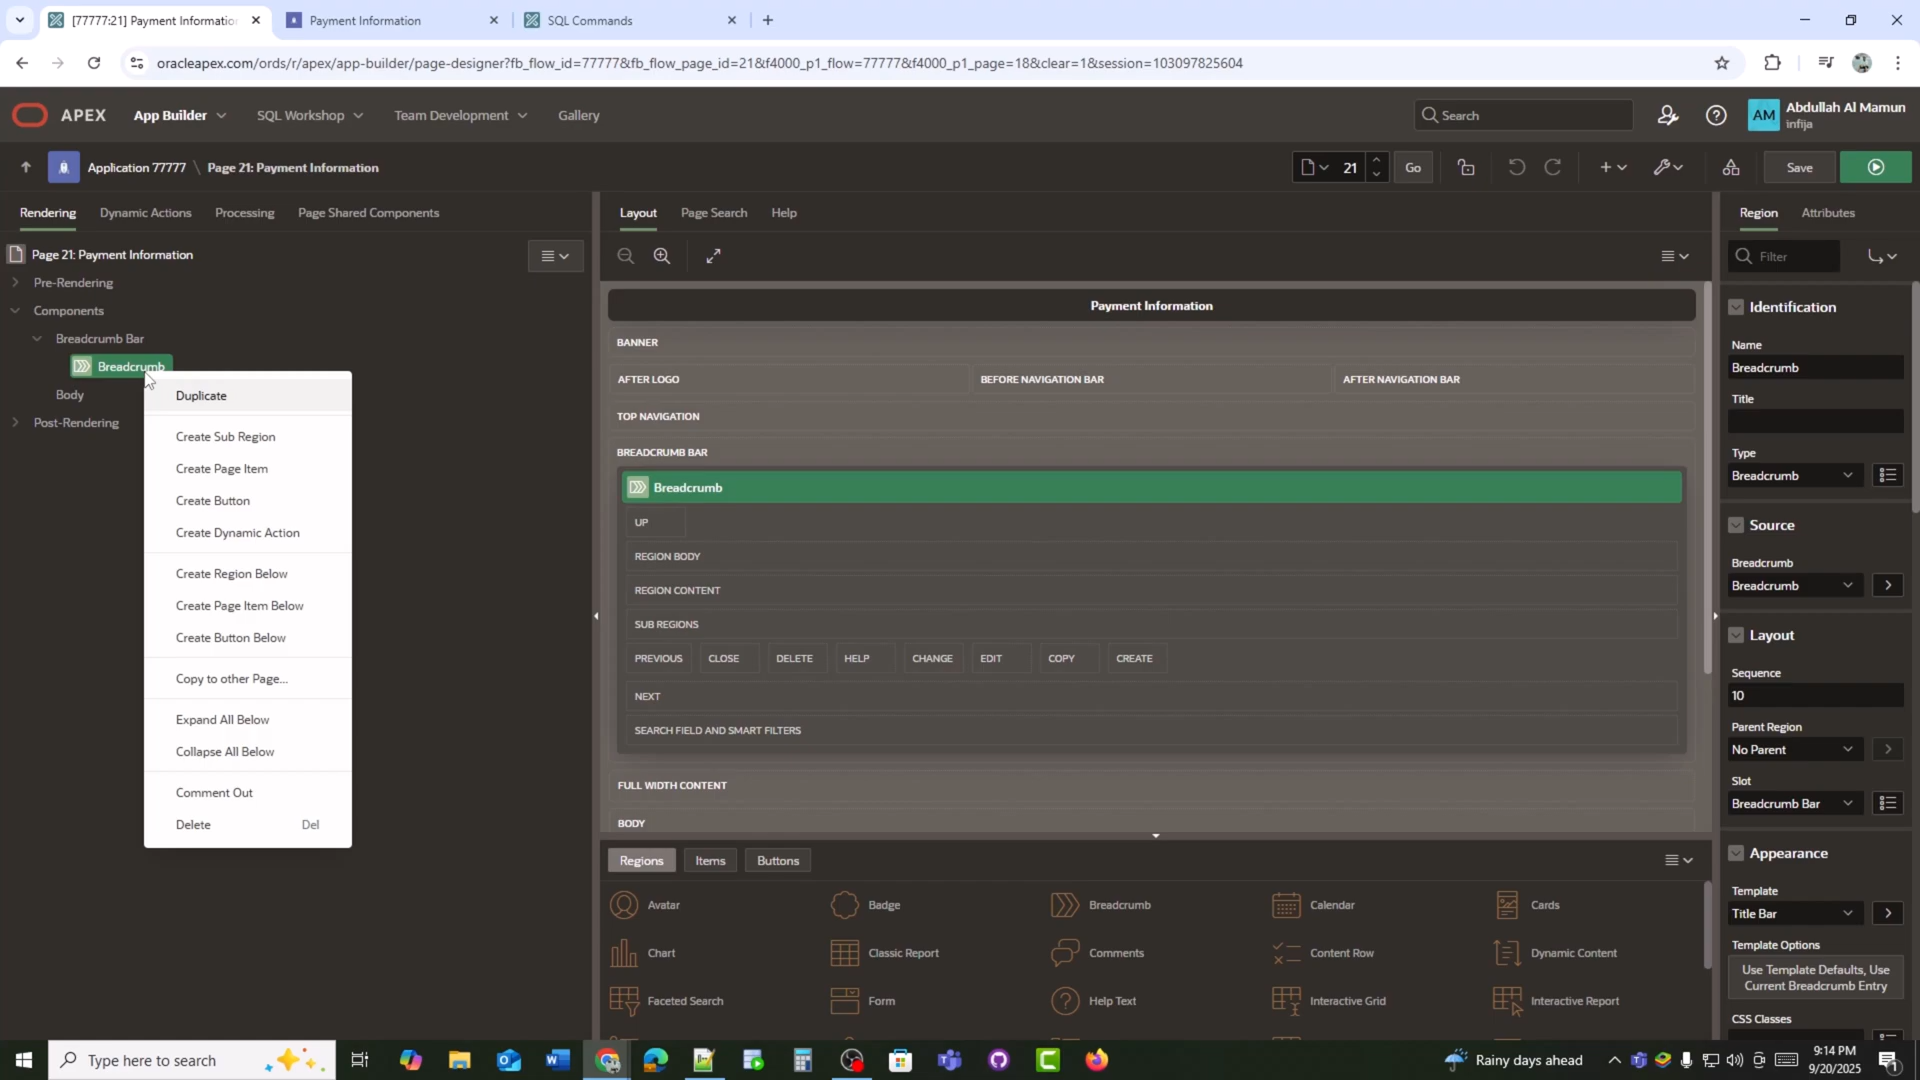 [77777:21] Payment Informatio
Payment Information
SQL Commands
oracleapex.com/ords/r/apex/app-builder/page-designer?fb_flow_id=77777&fb_flow_page_id=21&f4000_p1_flow=77777&f4000_p1_page=18&clear=1&session=103097825604
APEX App Builder SQL Workshop Team Development Gallery Search AM Abdullah Al Mamun
infija
Application 77777 \ Page 21: Payment Information 21 Go Save
Rendering Dynamic Actions Processing Page Shared Components
Layout Page Search Help
Region Attributes
Page 21: Payment Information
Pre-Rendering
Components
Breadcrumb Bar
Breadcrumb
Body
Post-Rendering
Duplicate
Create Sub Region
Create Page Item
Create Button
Create Dynamic Action
Create Region Below
Create Page Item Below
Create Button Below
Copy to other Page...
Expand All Below
Collapse All Below
Comment Out
Delete Del
Payment Information
BANNER
AFTER LOGO BEFORE NAVIGATION BAR AFTER NAVIGATION BAR
TOP NAVIGATION
BREADCRUMB BAR
Breadcrumb
UP
REGION BODY
REGION CONTENT
SUB REGIONS
PREVIOUS CLOSE DELETE HELP CHANGE EDIT COPY CREATE
NEXT
SEARCH FIELD AND SMART FILTERS
FULL WIDTH CONTENT
BODY
Regions Items Buttons
Avatar Badge Breadcrumb Calendar Cards
Chart Classic Report Comments Content Row Dynamic Content
Faceted Search Form Help Text Interactive Grid Interactive Report
Filter
Identification
Name
Breadcrumb
Title
Type
Breadcrumb
Source
Breadcrumb
Breadcrumb
Layout
Sequence
10
Parent Region
No Parent
Slot
Breadcrumb Bar
Appearance
Template
Title Bar
Template Options
Use Template Defaults, Use
Current Breadcrumb Entry
CSS Classes
Type here to search
Rainy days ahead
9:14 PM
9/20/2025
1